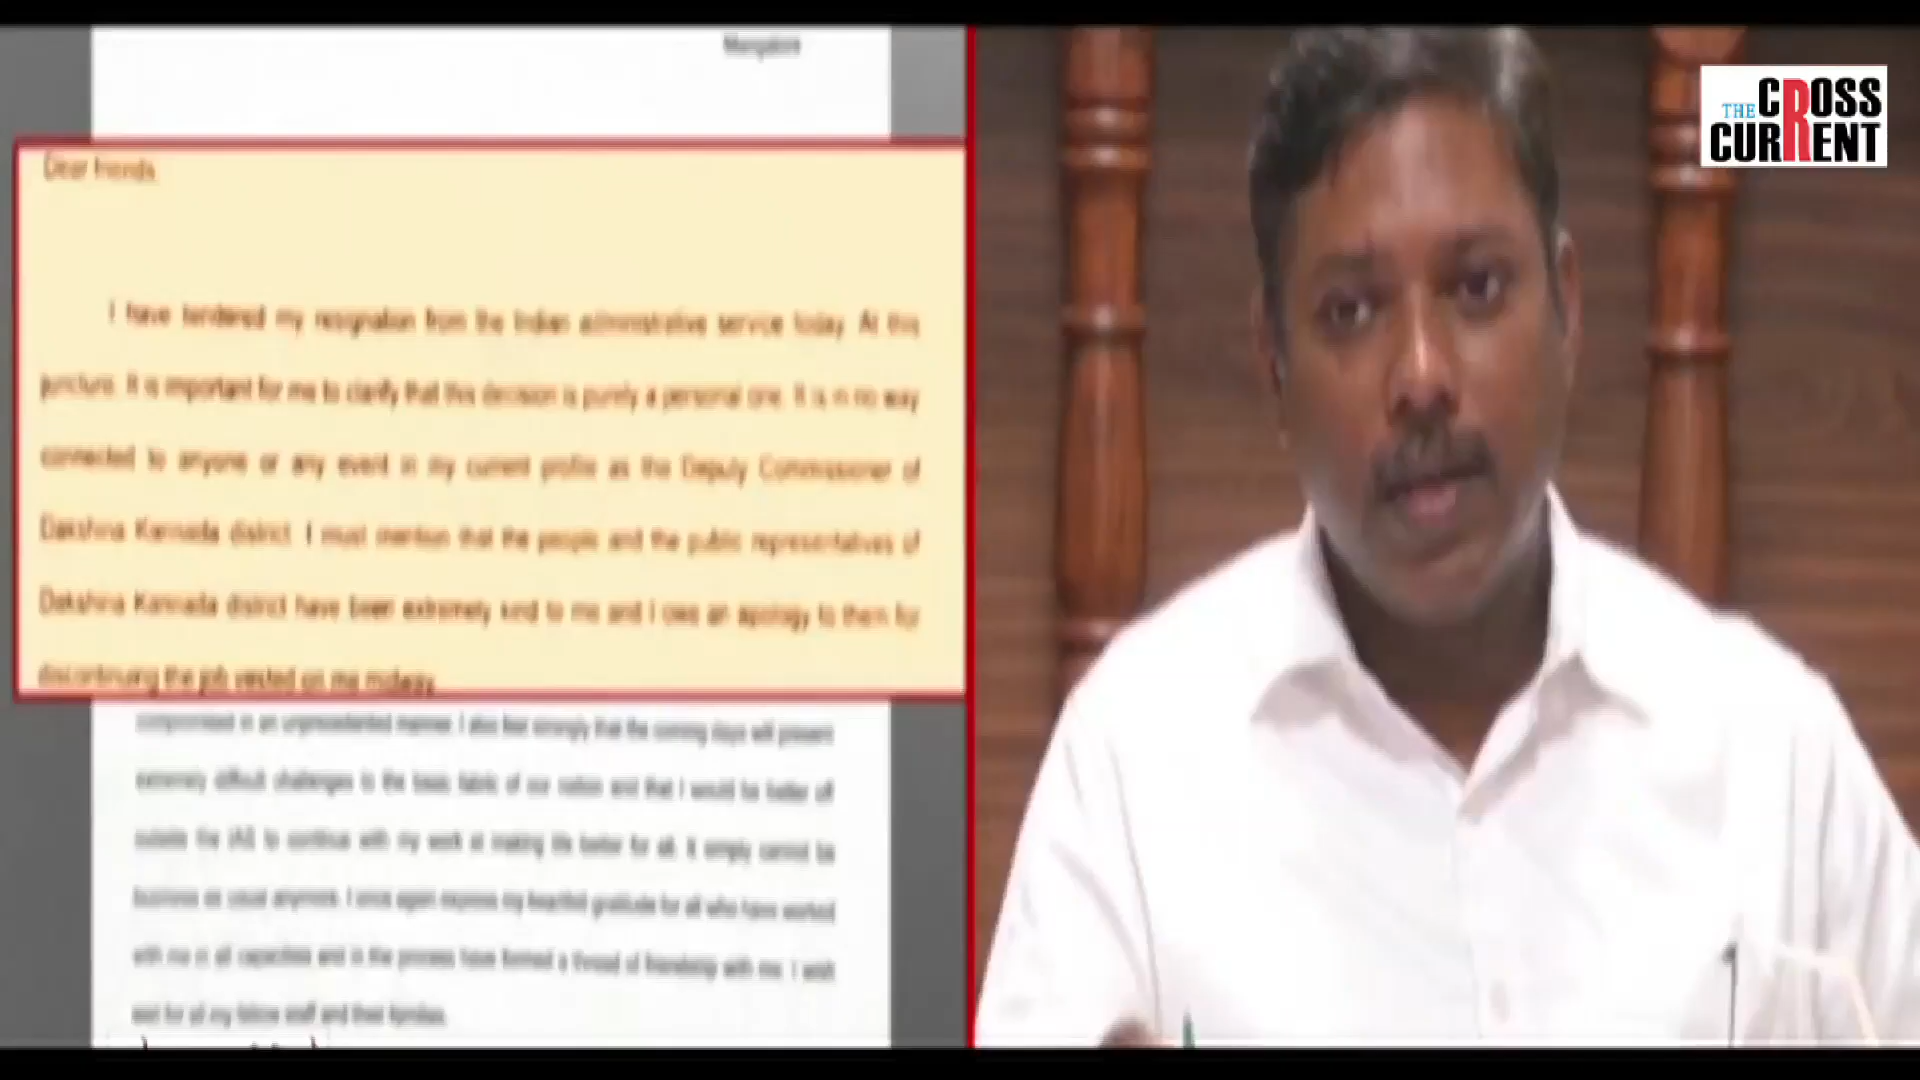 Mangalore
Dear friends
I have tendered my resignation from the Indian administrative service today. At this
juncture. It is important for me to clarify that this decision is purely a personal one. It is in no way
connected to anyone or any event in my current profile as the Deputy Commissioner of
Dakshina Kannada district. I must mention that the people and the public representatives of
Dakshina Kannada district have been extremely kind to me and I owe an apology to them for
discontinuing the job vested on me midway.
compromised in an unprecedented manner. I also feel strongly that the coming days will present
extremely difficult challenges to the basic fabric of our nation and that I would be better off
outside the IAS to continue with my work at making life better for all. It simply cannot be
business as usual anymore. I once again express my heartfelt gratitude for all who have worked
with me in all capacities and in the process have formed a thread of friendship with me. I wish
best for all my fellow staff and their families.
THE CROSS
CURRENT